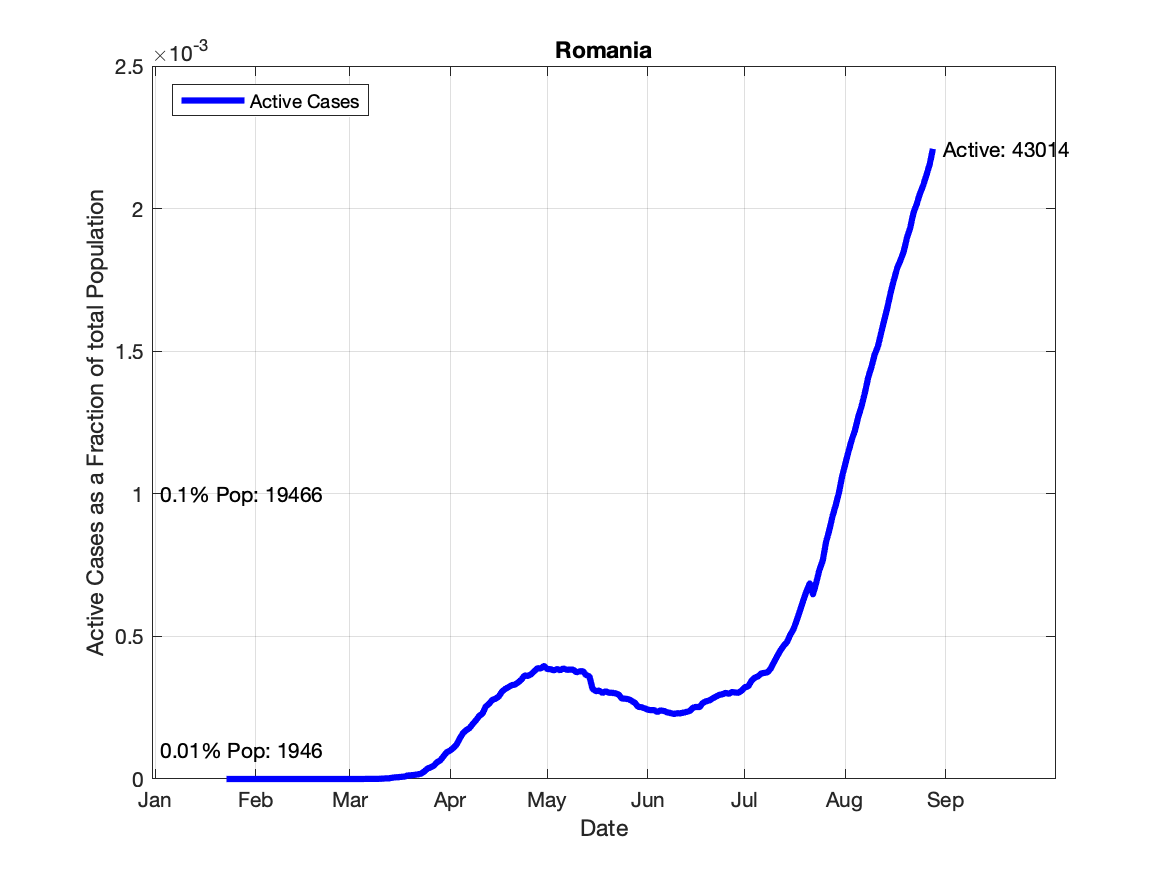 Romania
×10-3
2.5
2
1.5
1
0.5
0
Active Cases
Active: 43014
0.1% Pop: 19466
0.01% Pop: 1946
Active Cases as a Fraction of total Population
Jan Feb Mar Apr May Jun Jul Aug Sep
Date